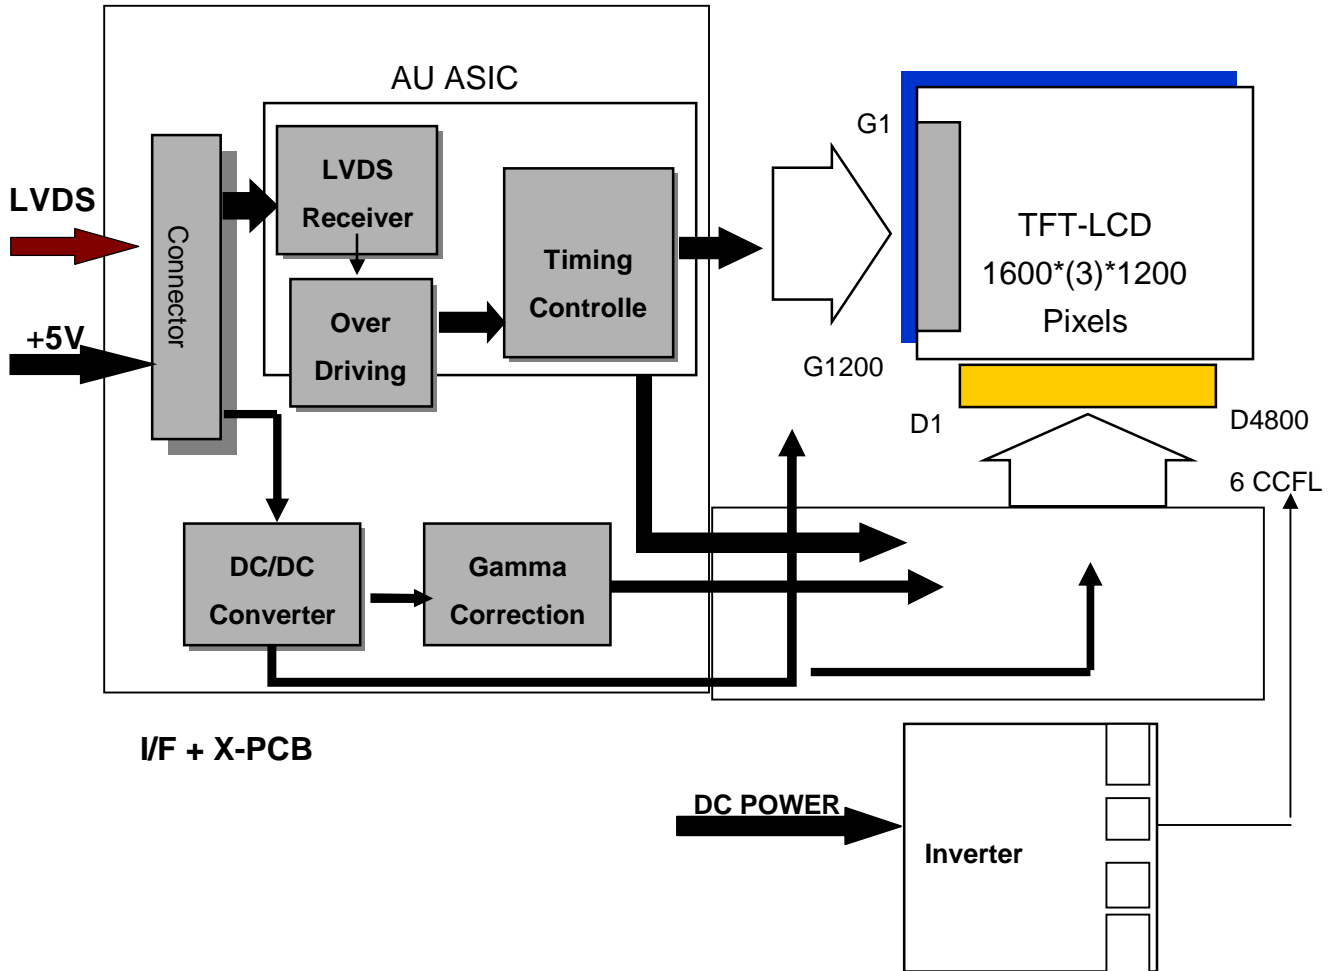 AU ASIC
G1
LVDS
Receiver
LVDS
Connector
Timing
Controlle
TFT-LCD
1600*(3)*1200
Pixels
+5V
Over
Driving
G1200
D1
D4800
6 CCFL
DC/DC
Converter
Gamma
Correction
I/F + X-PCB
DC POWER
Inverter